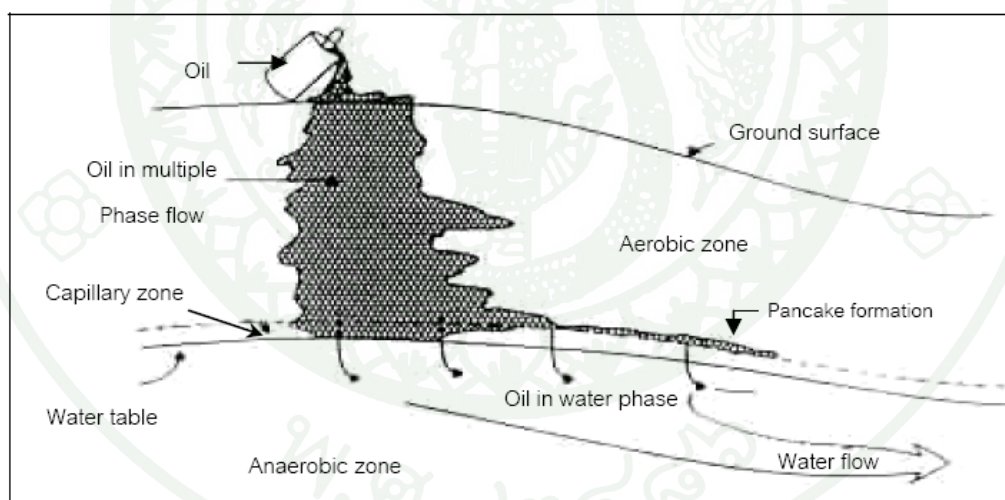 Oil
Ground surface
Oil in multiple
Phase flow
Aerobic zone
Capillary zone
Pancake formation
Oil in water phase
Water table
Water flow
Anaerobic zone